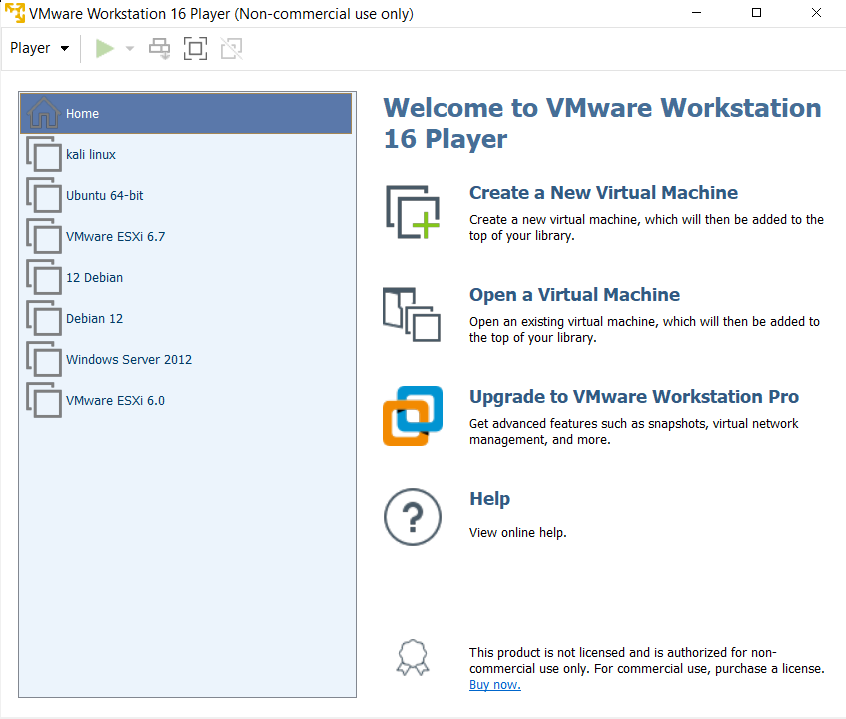 VMware Workstation 16 Player (Non-commercial use only)
Player
Home
kali linux
Ubuntu 64-bit
VMware ESXi 6.7
12 Debian
Debian 12
Windows Server 2012
VMware ESXi 6.0
Welcome to VMware Workstation
16 Player
Create a New Virtual Machine
Create a new virtual machine, which will then be added to the
top of your library.
Open a Virtual Machine
Open an existing virtual machine, which will then be added to
the top of your library.
Upgrade to VMware Workstation Pro
Get advanced features such as snapshots, virtual network
management, and more.
?
Help
View online help.
This product is not licensed and is authorized for non-
commercial use only. For commercial use, purchase a license.
Buy now.